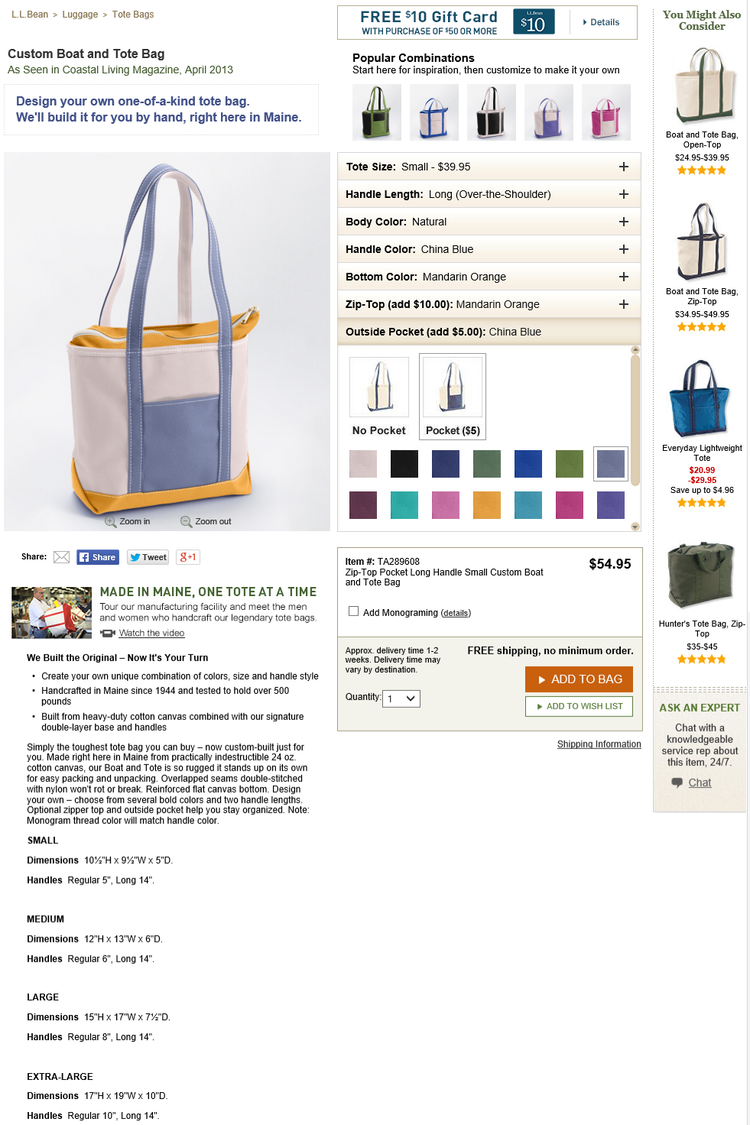 L.L.Bean > Luggage > Tote Bags
Custom Boat and Tote Bag
As Seen in Coastal Living Magazine, April 2013
Design your own one-of-a-kind tote bag.
We'll build it for you by hand, right here in Maine.
Zoom in Zoom out
Share: Share Tweet g+1
MADE IN MAINE, ONE TOTE AT A TIME
Tour our manufacturing facility and meet the men
and women who handcraft our legendary tote bags.
Watch the video
We Built the Original – Now It's Your Turn
• Create your own unique combination of colors, size and handle style
• Handcrafted in Maine since 1944 and tested to hold over 500
pounds
• Built from heavy-duty cotton canvas combined with our signature
double-layer base and handles
Simply the toughest tote bag you can buy – now custom-built just for
you. Made right here in Maine from practically indestructible 24 oz.
cotton canvas, our Boat and Tote is so rugged it stands up on its own
for easy packing and unpacking. Overlapped seams double-stitched
with nylon won't rot or break. Reinforced flat canvas bottom. Design
your own – choose from several bold colors and two handle lengths.
Optional zipper top and outside pocket help you stay organized. Note:
Monogram thread color will match handle color.
SMALL
Dimensions 10½"H x 9½"W x 5"D.
Handles Regular 5", Long 14".
MEDIUM
Dimensions 12"H X 13"W x 6"D.
Handles Regular 6", Long 14".
LARGE
Dimensions 15"H X 17"W x 7½"D.
Handles Regular 8", Long 14".
EXTRA-LARGE
Dimensions 17"H X 19"W x 10"D.
Handles Regular 10", Long 14".
FREE $10 Gift Card
WITH PURCHASE OF $50 OR MORE
L.L.Bean
$10
Details
Popular Combinations
Start here for inspiration, then customize to make it your own
Tote Size: Small - $39.95 +
Handle Length: Long (Over-the-Shoulder) +
Body Color: Natural +
Handle Color: China Blue +
Bottom Color: Mandarin Orange +
Zip-Top (add $10.00): Mandarin Orange +
Outside Pocket (add $5.00): China Blue
No Pocket Pocket ($5)
Item #: TA289608 $54.95
Zip-Top Pocket Long Handle Small Custom Boat
and Tote Bag
Add Monograming (details)
Approx. delivery time 1-2
weeks. Delivery time may
vary by destination.
FREE shipping, no minimum order.
ADD TO BAG
Quantity: 1
ADD TO WISH LIST
Shipping Information
You Might Also
Consider
Boat and Tote Bag,
Open-Top
$24.95-$39.95
Boat and Tote Bag,
Zip-Top
$34.95-$49.95
Everyday Lightweight
Tote
$20.99
-$29.95
Save up to $4.96
Hunter's Tote Bag, Zip-
Top
$35-$45
ASK AN EXPERT
Chat with a
knowledgeable
service rep about
this item, 24/7.
Chat